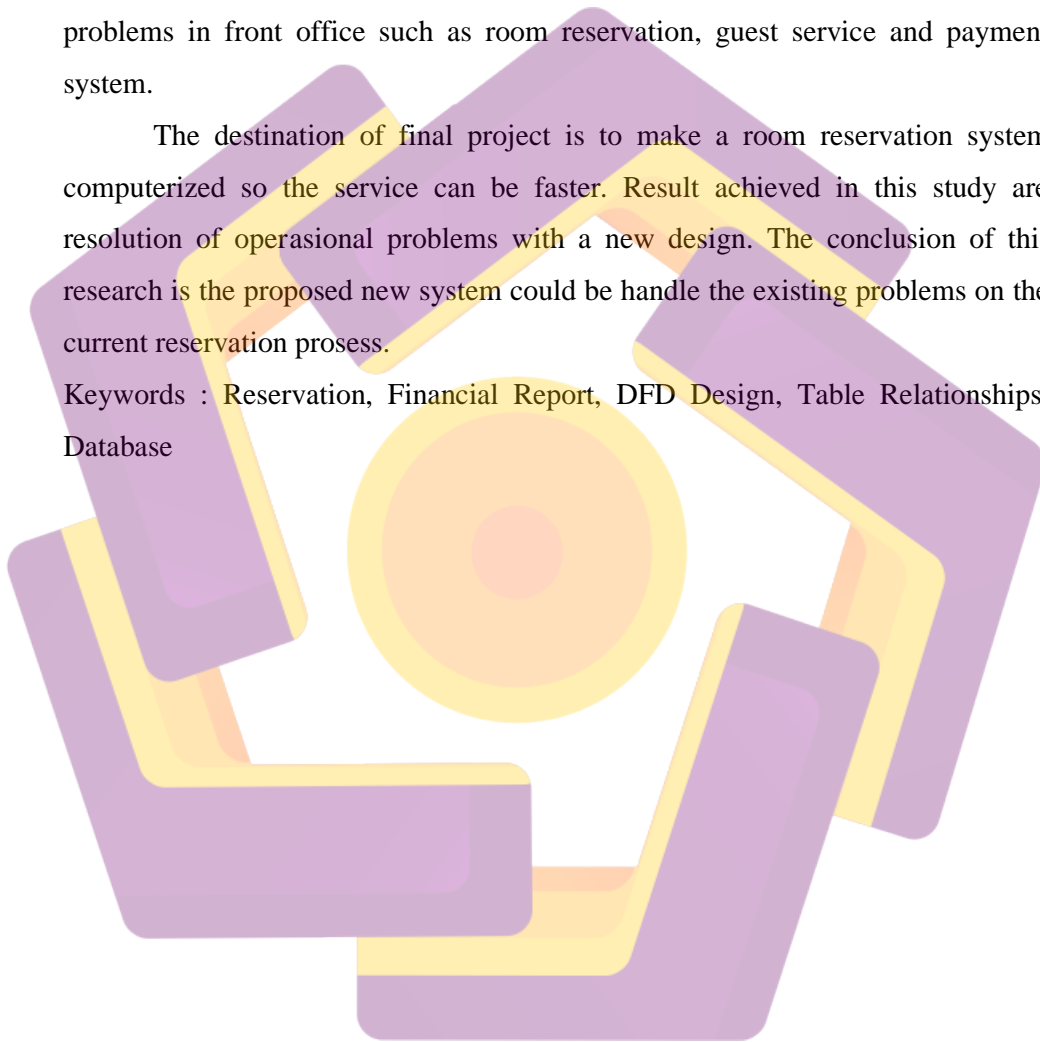 problems in front office such as room reservation, guest service and paymen
system.
The destination of final project is to make a room reservation system
computerized so the service can be faster. Result achieved in this study are
resolution of operasional problems with a new design. The conclusion of thi
research is the proposed new system could be handle the existing problems on the
current reservation prosess.
Keywords : Reservation, Financial Report, DFD Design, Table Relationships
Database